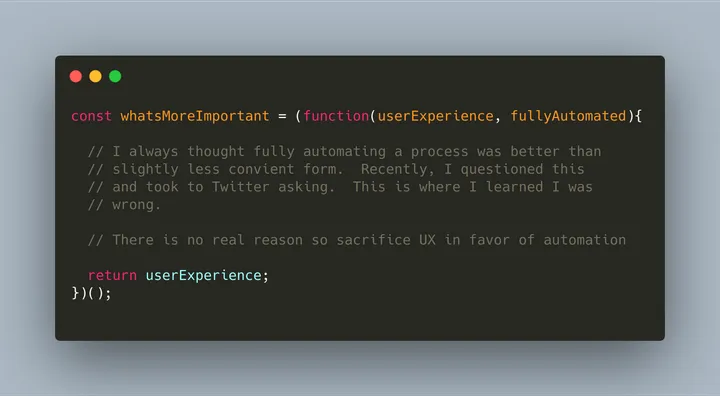 const whatsMoreImportant = (function(userExperience, fullyAutomated){
// I always thought fully automating a process was better than
// slightly less convient form.  Recently, I questioned this
// and took to Twitter asking.  This is where I learned I was
// wrong.
// There is no real reason so sacrifice UX in favor of automation
return userExperience;
})();